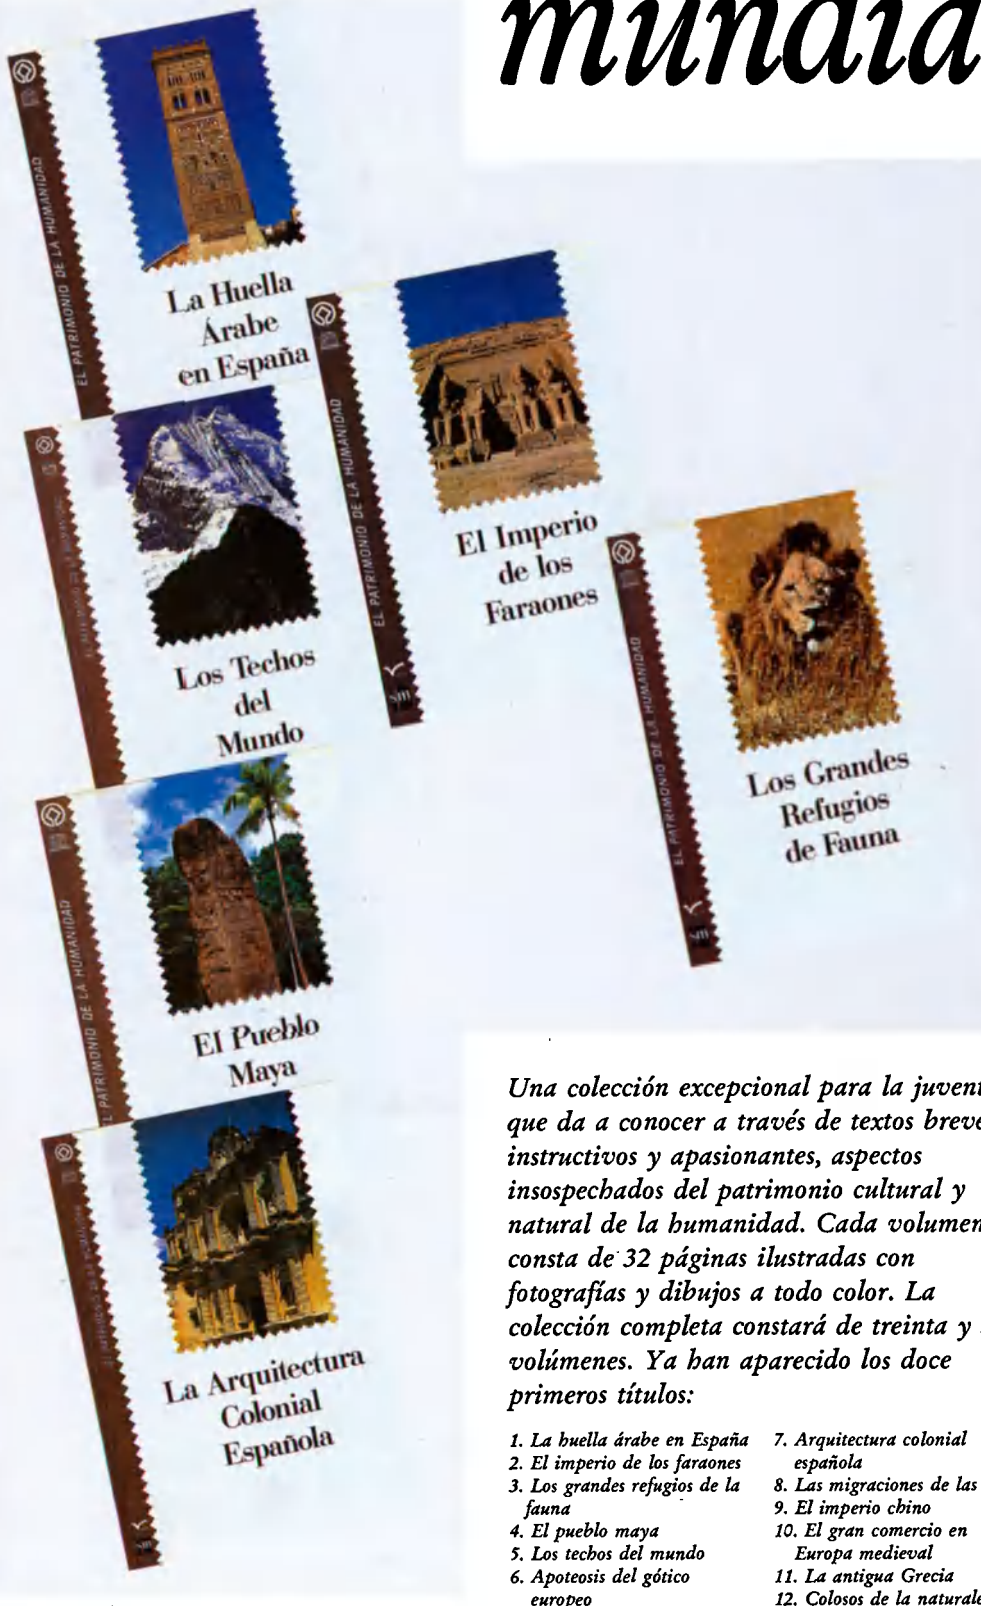 mundia
EL PATRIMONIO DE LA HUMANIDAD
La Huella
Árabe
en España
EL PATRIMONIO DE LA HUMANIDAD
sm
El Imperio
de los
Faraones
Los Techos
del
Mundo
EL PATRIMONIO DE LA HUMANIDAD
sm
Los Grandes
Refugios
de Fauna
EL PATRIMONIO DE LA HUMANIDAD
El Pueblo
Maya
sm
La Arquitectura
Colonial
Española
Una colección excepcional para la juvent
que da a conocer a través de textos breve
instructivos y apasionantes, aspectos
insospechados del patrimonio cultural y
natural de la humanidad. Cada volumen
consta de 32 páginas ilustradas con
fotografías y dibujos a todo color. La
colección completa constará de treinta y
volúmenes. Ya han aparecido los doce
primeros títulos:
1. La huella árabe en España
2. El imperio de los faraones
3. Los grandes refugios de la
fauna
4. El pueblo maya
5. Los techos del mundo
6. Apoteosis del gótico
europeo
7. Arquitectura colonial
española
8. Las migraciones de las
9. El imperio chino
10. El gran comercio en
Europa medieval
11. La antigua Grecia
12. Colosos de la naturale